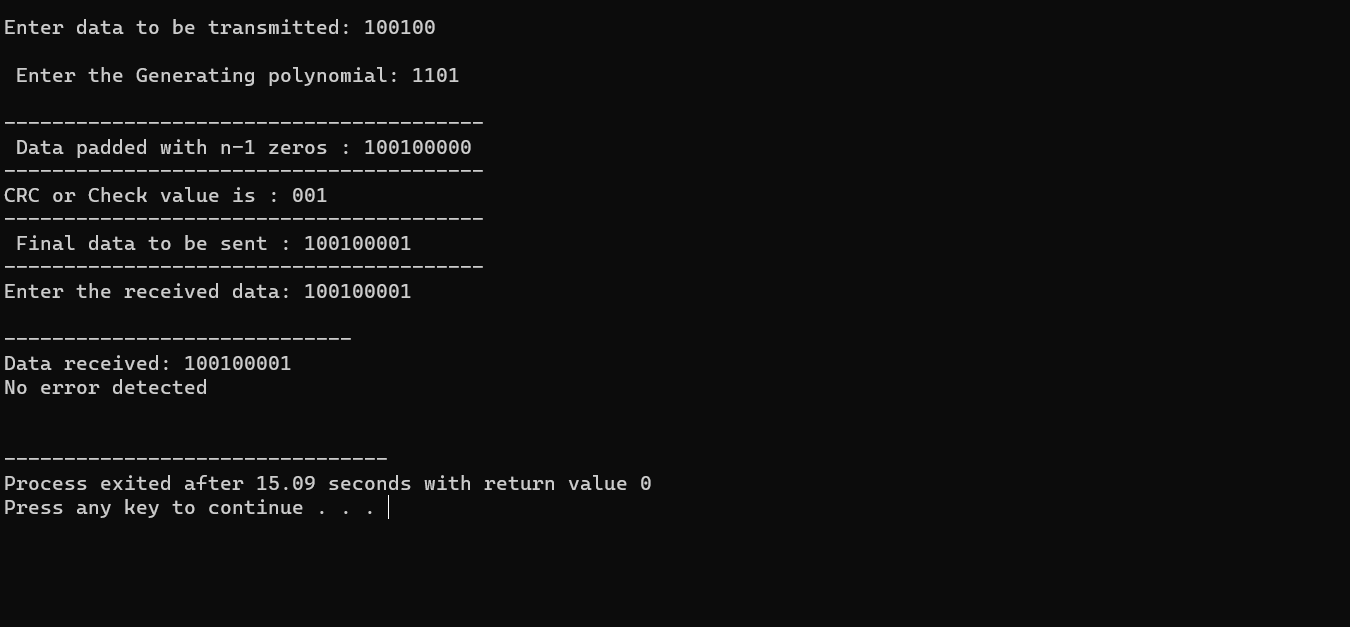 Enter data to be transmitted: 100100
Enter the Generating polynomial: 1101
----------------------------------------
Data padded with n-1 zeros : 100100000
----------------------------------------
CRC or Check value is : 001
----------------------------------------
Final data to be sent : 100100001
----------------------------------------
Enter the received data: 100100001
-----------------------------
Data received: 100100001
No error detected
--------------------------------
Process exited after 15.09 seconds with return value 0
Press any key to continue . . .